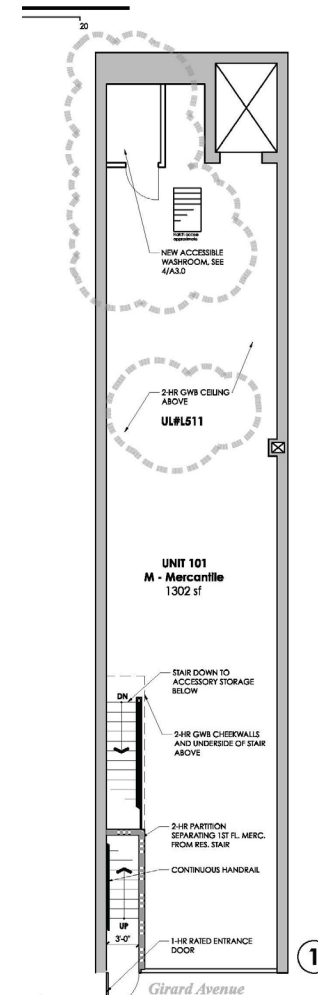 20
hatch access
approximate
NEW ACCESSIBLE
WASHROOM, SEE
4/A3.0
2-HR GWB CEILING
ABOVE
UL#L511
UNIT 101
M - Mercantile
1302 sf
STAIR DOWN TO
ACCESSORY STORAGE
BELOW
DN
2-HR GWB CHEEKWALLS
AND UNDERSIDE OF STAIR
ABOVE
2-HR PARTITION
SEPARATING 1ST FL. MERC.
FROM RES. STAIR
CONTINUOUS HANDRAIL
UP
3'-0"
1-HR RATED ENTRANCE
DOOR
1
Girard Avenue